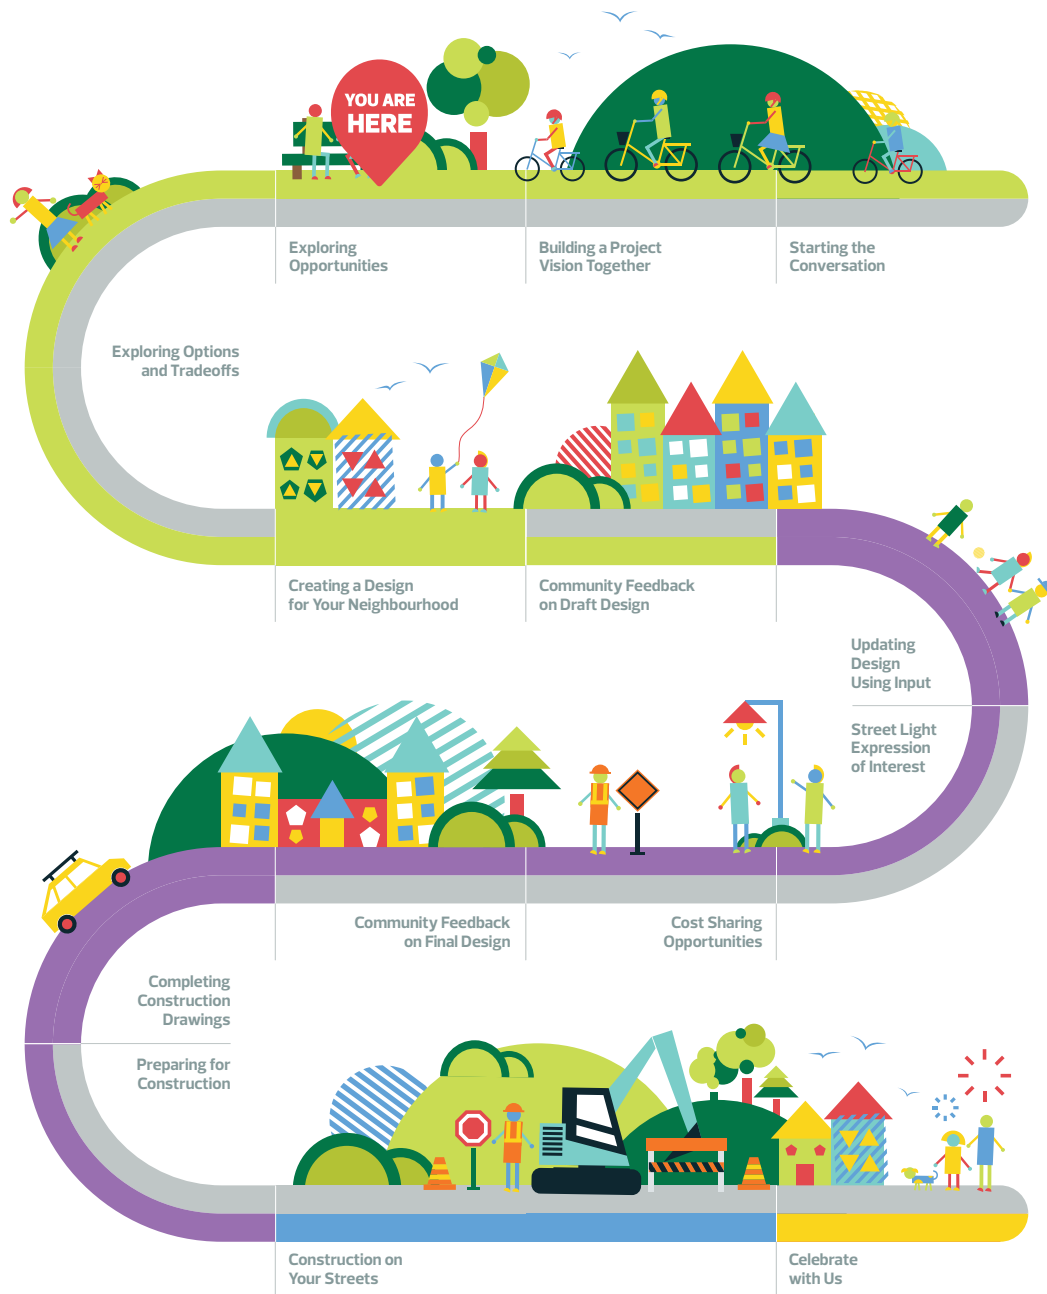 YOU ARE
HERE
Exploring
Opportunities
Building a Project
Vision Together
Starting the
Conversation
Exploring Options
and Tradeoffs
Creating a Design
for Your Neighbourhood
Community Feedback
on Draft Design
Updating
Design
Using Input
Street Light
Expression
of Interest
Community Feedback
on Final Design
Cost Sharing
Opportunities
Completing
Construction
Drawings
Preparing for
Construction
Construction on
Your Streets
Celebrate
with Us